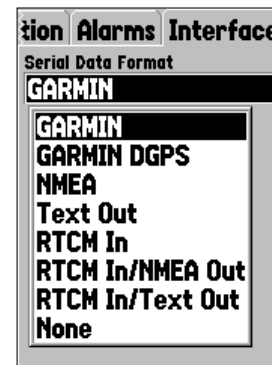 tion Alarms Interface
Serial Data Format
GARMIN
GARMIN
GARMIN DGPS
NMEA
Text Out
RTCM In
RTCM In/NMEA Out
RTCM In/Text Out
None